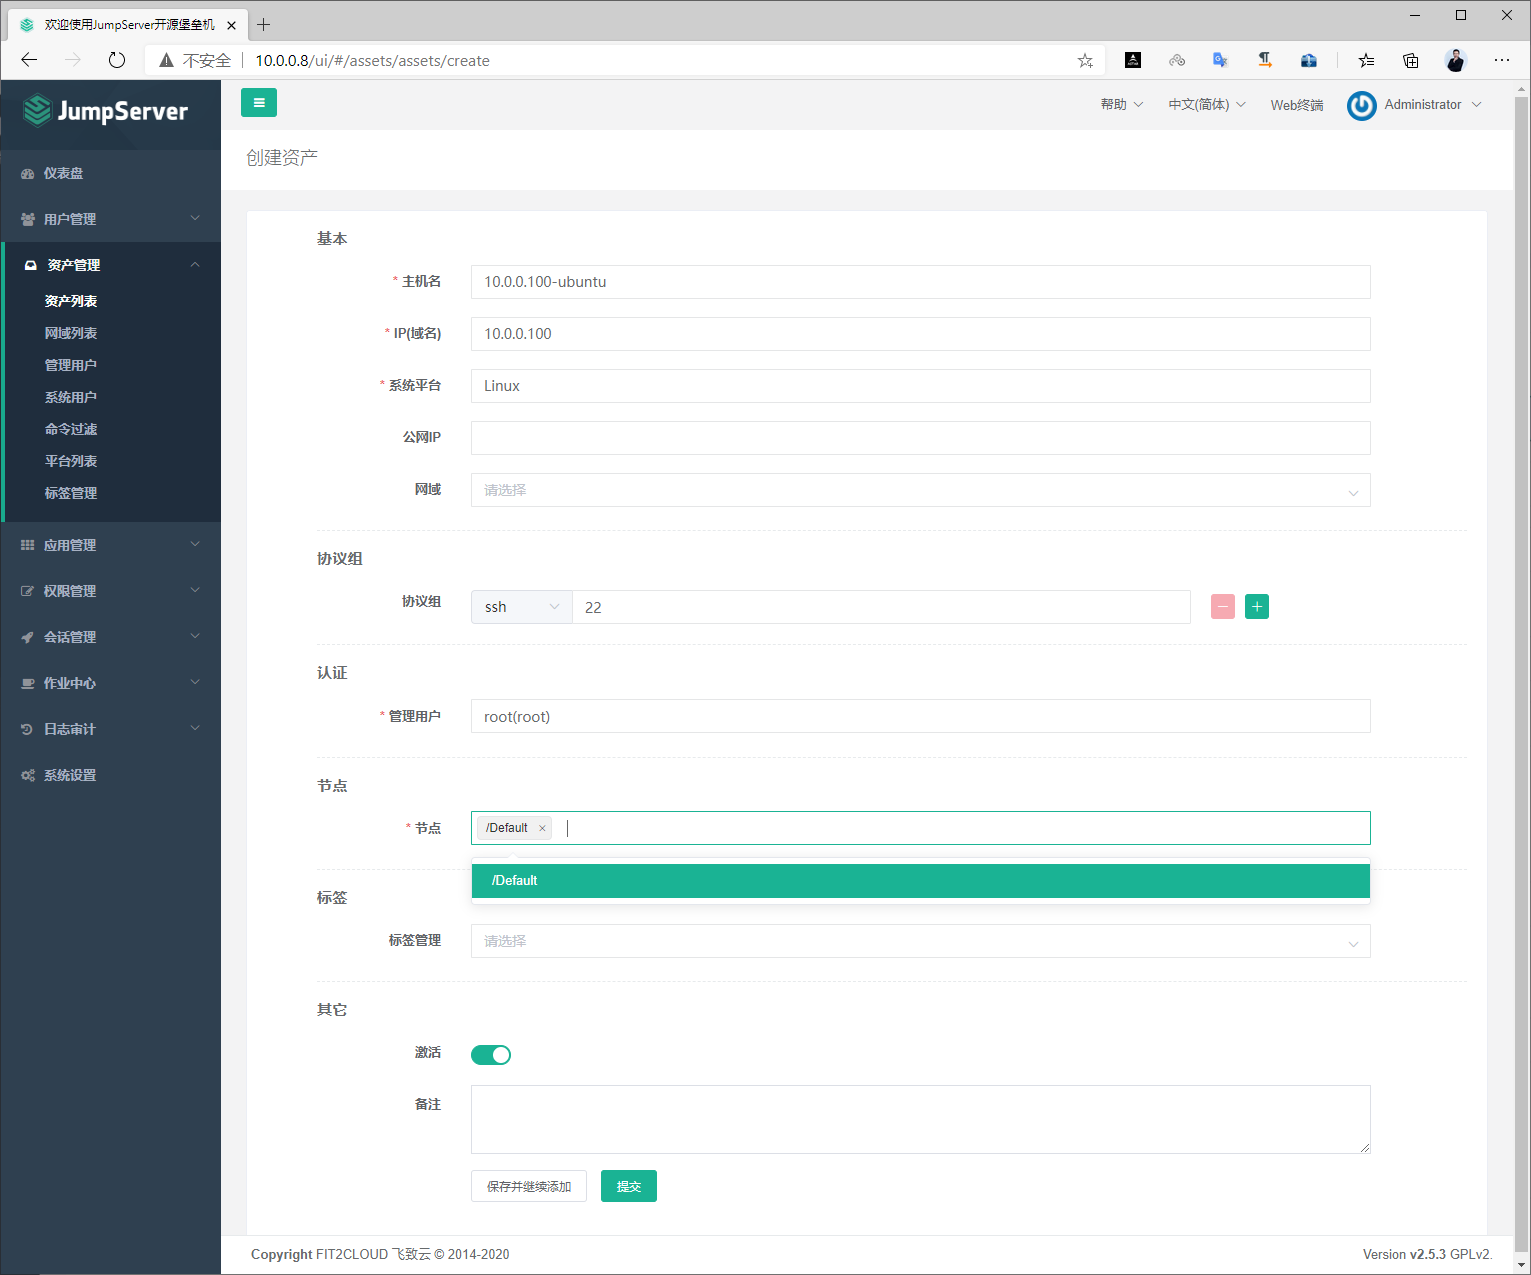 欢迎使用JumpServer开源堡垒机
不安全 10.0.0.8/ui/#/assets/assets/create
JumpServer
帮助 中文(简体) Web终端 Administrator
创建资产
仪表盘
用户管理
资产管理
资产列表
网域列表
管理用户
系统用户
命令过滤
平台列表
标签管理
应用管理
权限管理
会话管理
作业中心
日志审计
系统设置
基本
* 主机名 10.0.0.100-ubuntu
* IP(域名) 10.0.0.100
* 系统平台 Linux
公网IP
网域 请选择
协议组
协议组 ssh 22
认证
* 管理用户 root(root)
节点
* 节点 /Default ×
/Default
标签
标签管理 请选择
其它
激活
备注
保存并继续添加 提交
Copyright FIT2CLOUD 飞致云 © 2014-2020
Version v2.5.3 GPLv2.